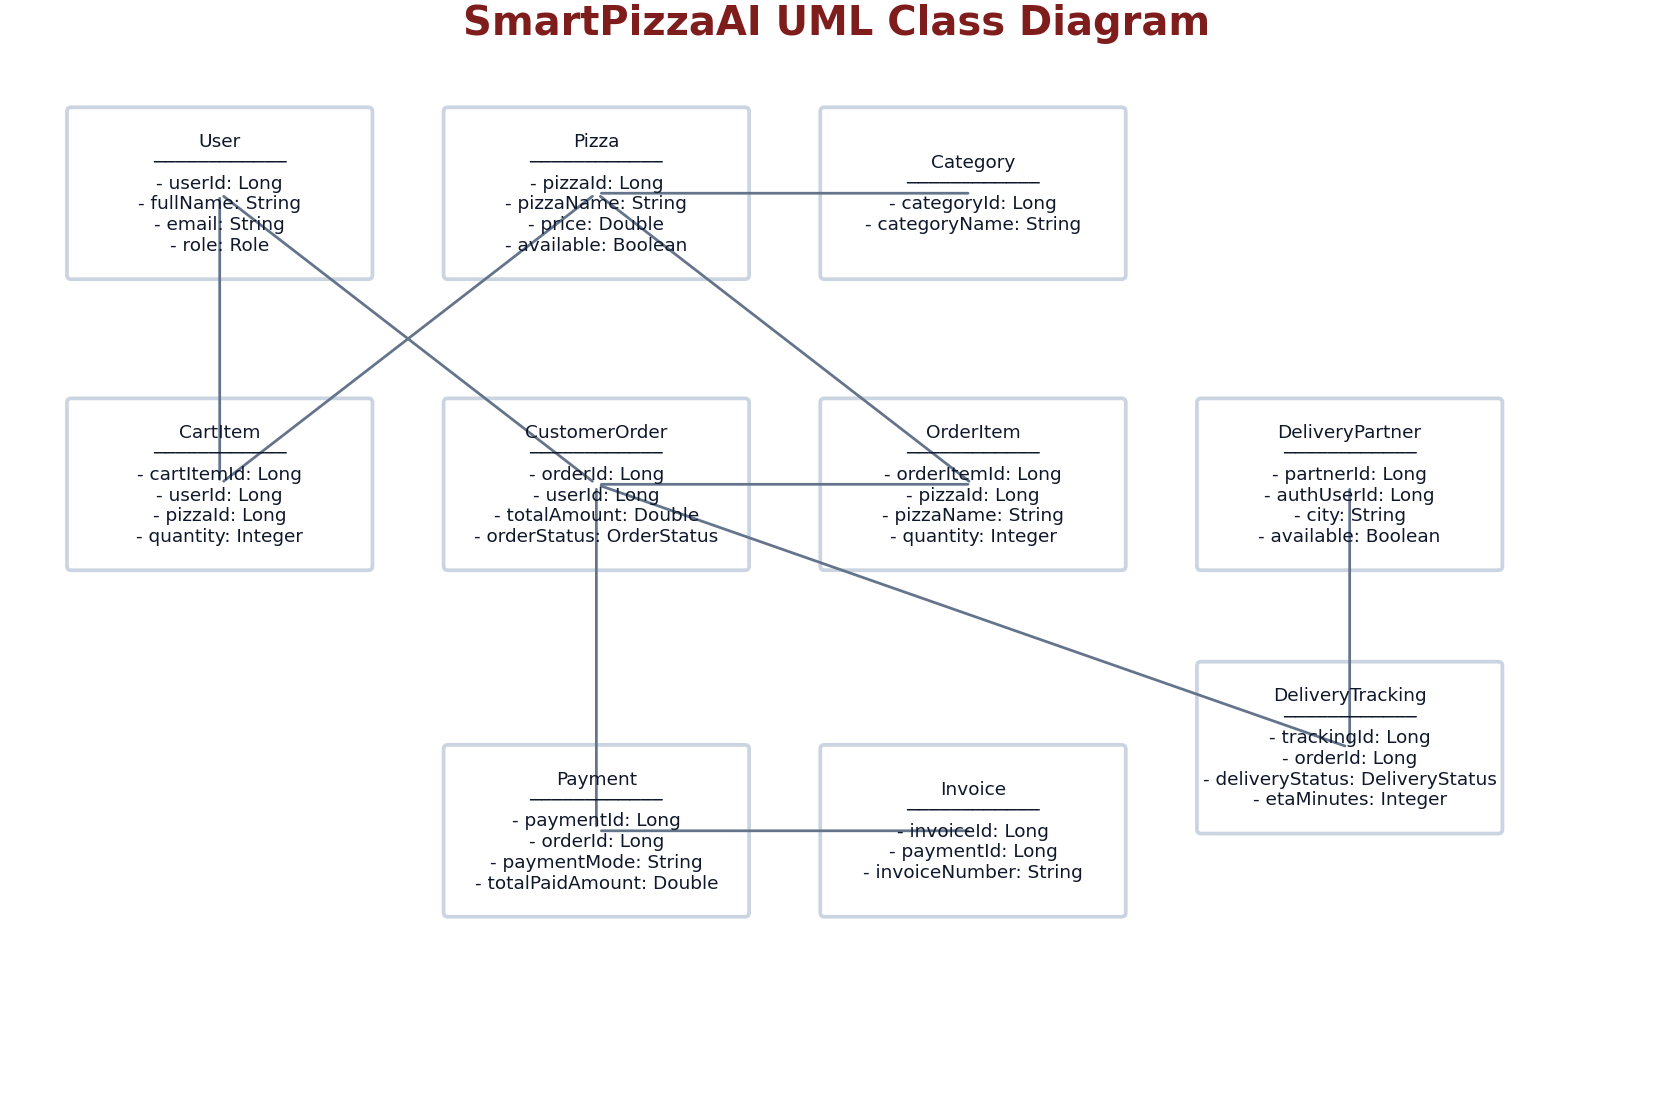 SmartPizzaAI UML Class Diagram
User
- userId: Long
- fullName: String
- email: String
- role: Role
Pizza
- pizzaId: Long
- pizzaName: String
- price: Double
- available: Boolean
Category
- categoryId: Long
- categoryName: String
CartItem
- cartItemId: Long
- userId: Long
- pizzaId: Long
- quantity: Integer
CustomerOrder
- orderId: Long
- userId: Long
- totalAmount: Double
- orderStatus: OrderStatus
OrderItem
- orderItemId: Long
- pizzaId: Long
- pizzaName: String
- quantity: Integer
DeliveryPartner
- partnerId: Long
- authUserId: Long
- city: String
- available: Boolean
DeliveryTracking
- trackingId: Long
- orderId: Long
- deliveryStatus: DeliveryStatus
- etaMinutes: Integer
Payment
- paymentId: Long
- orderId: Long
- paymentMode: String
- totalPaidAmount: Double
Invoice
- invoiceId: Long
- paymentId: Long
- invoiceNumber: String